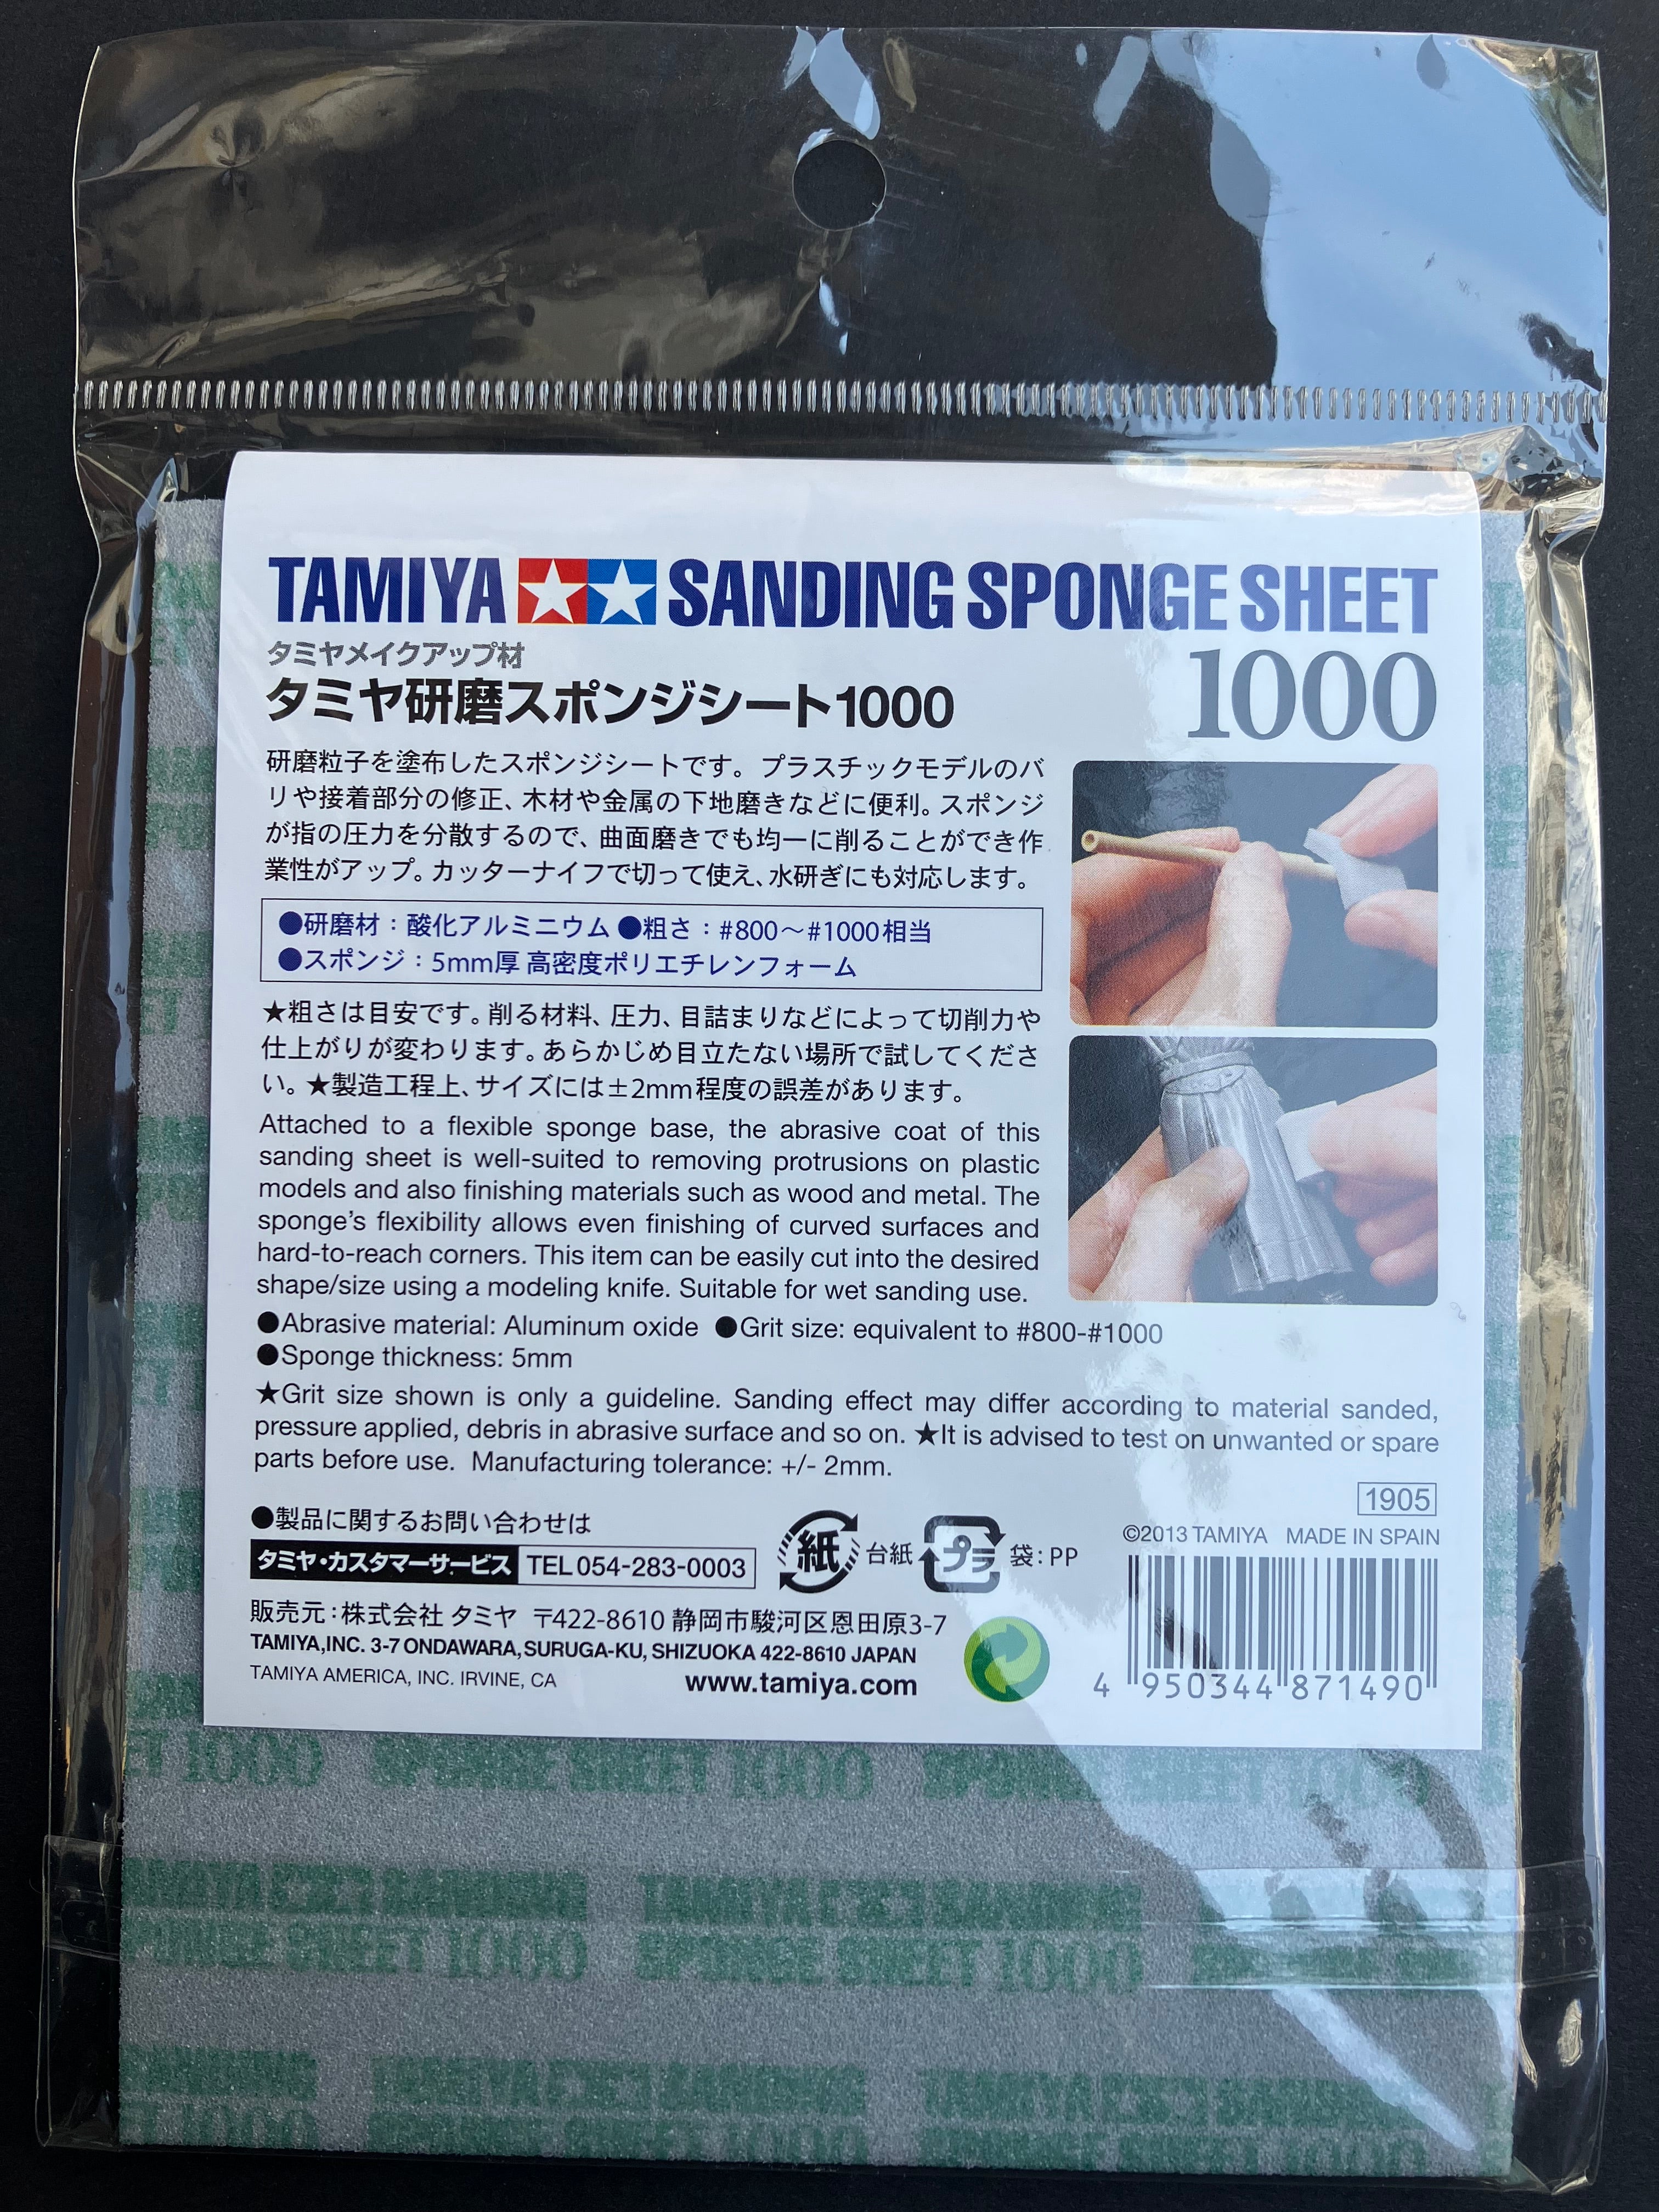 TAMIYA SANDING SPONGE SHEET
タミヤメイクアップ材
タミヤ研磨スポンジシート1000
1000
研磨粒子を塗布したスポンジシートです。プラスチックモデルのバ
リや接着部分の修正、木材や金属の下地磨きなどに便利。スポンジ
が指の圧力を分散するので、曲面磨きでも均一に削ることができ作
業性がアップ。カッターナイフで切って使え、水研ぎにも対応します。
●研磨材：酸化アルミニウム ●粗さ：#800～#1000相当
●スポンジ：5mm厚 高密度ポリエチレンフォーム
★粗さは目安です。削る材料、圧力、目詰まりなどによって切削力や
仕上がりが変わります。あらかじめ目立たない場所で試してくださ
い。★製造工程上、サイズには±2mm程度の誤差があります。
Attached to a flexible sponge base, the abrasive coat of this
sanding sheet is well-suited to removing protrusions on plastic
models and also finishing materials such as wood and metal. The
sponge's flexibility allows even finishing of curved surfaces and
hard-to-reach corners. This item can be easily cut into the desired
shape/size using a modeling knife. Suitable for wet sanding use.
●Abrasive material: Aluminum oxide ●Grit size: equivalent to #800-#1000
●Sponge thickness: 5mm
★Grit size shown is only a guideline. Sanding effect may differ according to material sanded,
pressure applied, debris in abrasive surface and so on. ★It is advised to test on unwanted or spare
parts before use. Manufacturing tolerance: +/- 2mm.
1905
©2013 TAMIYA MADE IN SPAIN
●製品に関するお問い合わせは
タミヤ・カスタマーサービス TEL 054-283-0003
紙 台紙 プラ 袋：PP
販売元：株式会社 タミヤ 〒422-8610 静岡市駿河区恩田原3-7
TAMIYA,INC. 3-7 ONDAWARA, SURUGA-KU, SHIZUOKA 422-8610 JAPAN
TAMIYA AMERICA, INC. IRVINE, CA www.tamiya.com
4 950344 871490
1000 SPONGE SHEET 1000 SPONGE SHEET 1000
TAMIYA SANDING TAMIYA SANDING
SPONGE SHEET 1000 SPONGE SHEET 1000